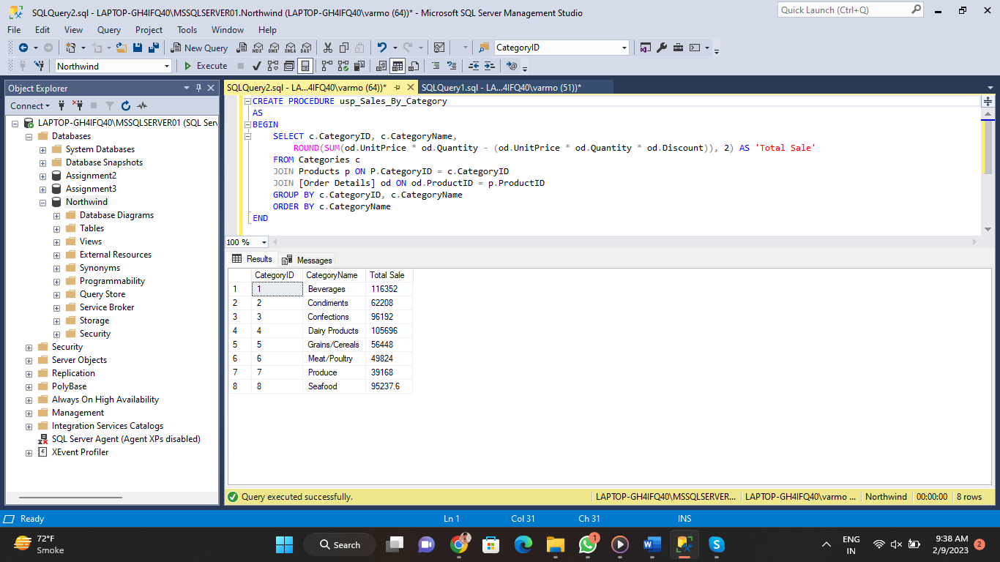 SQLQuery2.sql - LAPTOP-GH4IFQ40\MSSQLSERVER01.Northwind (LAPTOP-GH4IFQ40\varmo (64))* - Microsoft SQL Server Management Studio
Quick Launch (Ctrl+Q)
File Edit View Query Project Tools Window Help
New Query MDX DMX XMLA DAX CategoryID
Northwind Execute
Object Explorer
Connect
LAPTOP-GH4IFQ40\MSSQLSERVER01 (SQL Ser
Databases
System Databases
Database Snapshots
Assignment2
Assignment3
Northwind
Database Diagrams
Tables
Views
External Resources
Synonyms
Programmability
Query Store
Service Broker
Storage
Security
Security
Server Objects
Replication
PolyBase
Always On High Availability
Management
Integration Services Catalogs
SQL Server Agent (Agent XPs disabled)
XEvent Profiler
SQLQuery2.sql - LA...4IFQ40\varmo (64))* SQLQuery1.sql - LA...4IFQ40\varmo (51))*
CREATE PROCEDURE usp_Sales_By_Category
AS
BEGIN
SELECT c.CategoryID, c.CategoryName,
ROUND(SUM(od.UnitPrice * od.Quantity - (od.UnitPrice * od.Quantity * od.Discount)), 2) AS 'Total Sale'
FROM Categories c
JOIN Products p ON P.CategoryID = c.CategoryID
JOIN [Order Details] od ON od.ProductID = p.ProductID
GROUP BY c.CategoryID, c.CategoryName
ORDER BY c.CategoryName
END
100 %
Results Messages
CategoryID CategoryName Total Sale
1 1 Beverages 116352
2 2 Condiments 62208
3 3 Confections 96192
4 4 Dairy Products 105696
5 5 Grains/Cereals 56448
6 6 Meat/Poultry 49824
7 7 Produce 39168
8 8 Seafood 95237.6
Query executed successfully. LAPTOP-GH4IFQ40\MSSQLSERVER... LAPTOP-GH4IFQ40\varmo ... Northwind 00:00:00 8 rows
Ready Ln 1 Col 31 Ch 31 INS
72°F
Smoke
Search
1
ENG
IN
9:38 AM
2/9/2023
2